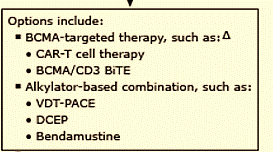 Options include:
▪ BCMA-targeted therapy, such as:Δ
• CAR-T cell therapy
• BCMA/CD3 BiTE
▪ Alkylator-based combination, such as:
• VDT-PACE
• DCEP
• Bendamustine